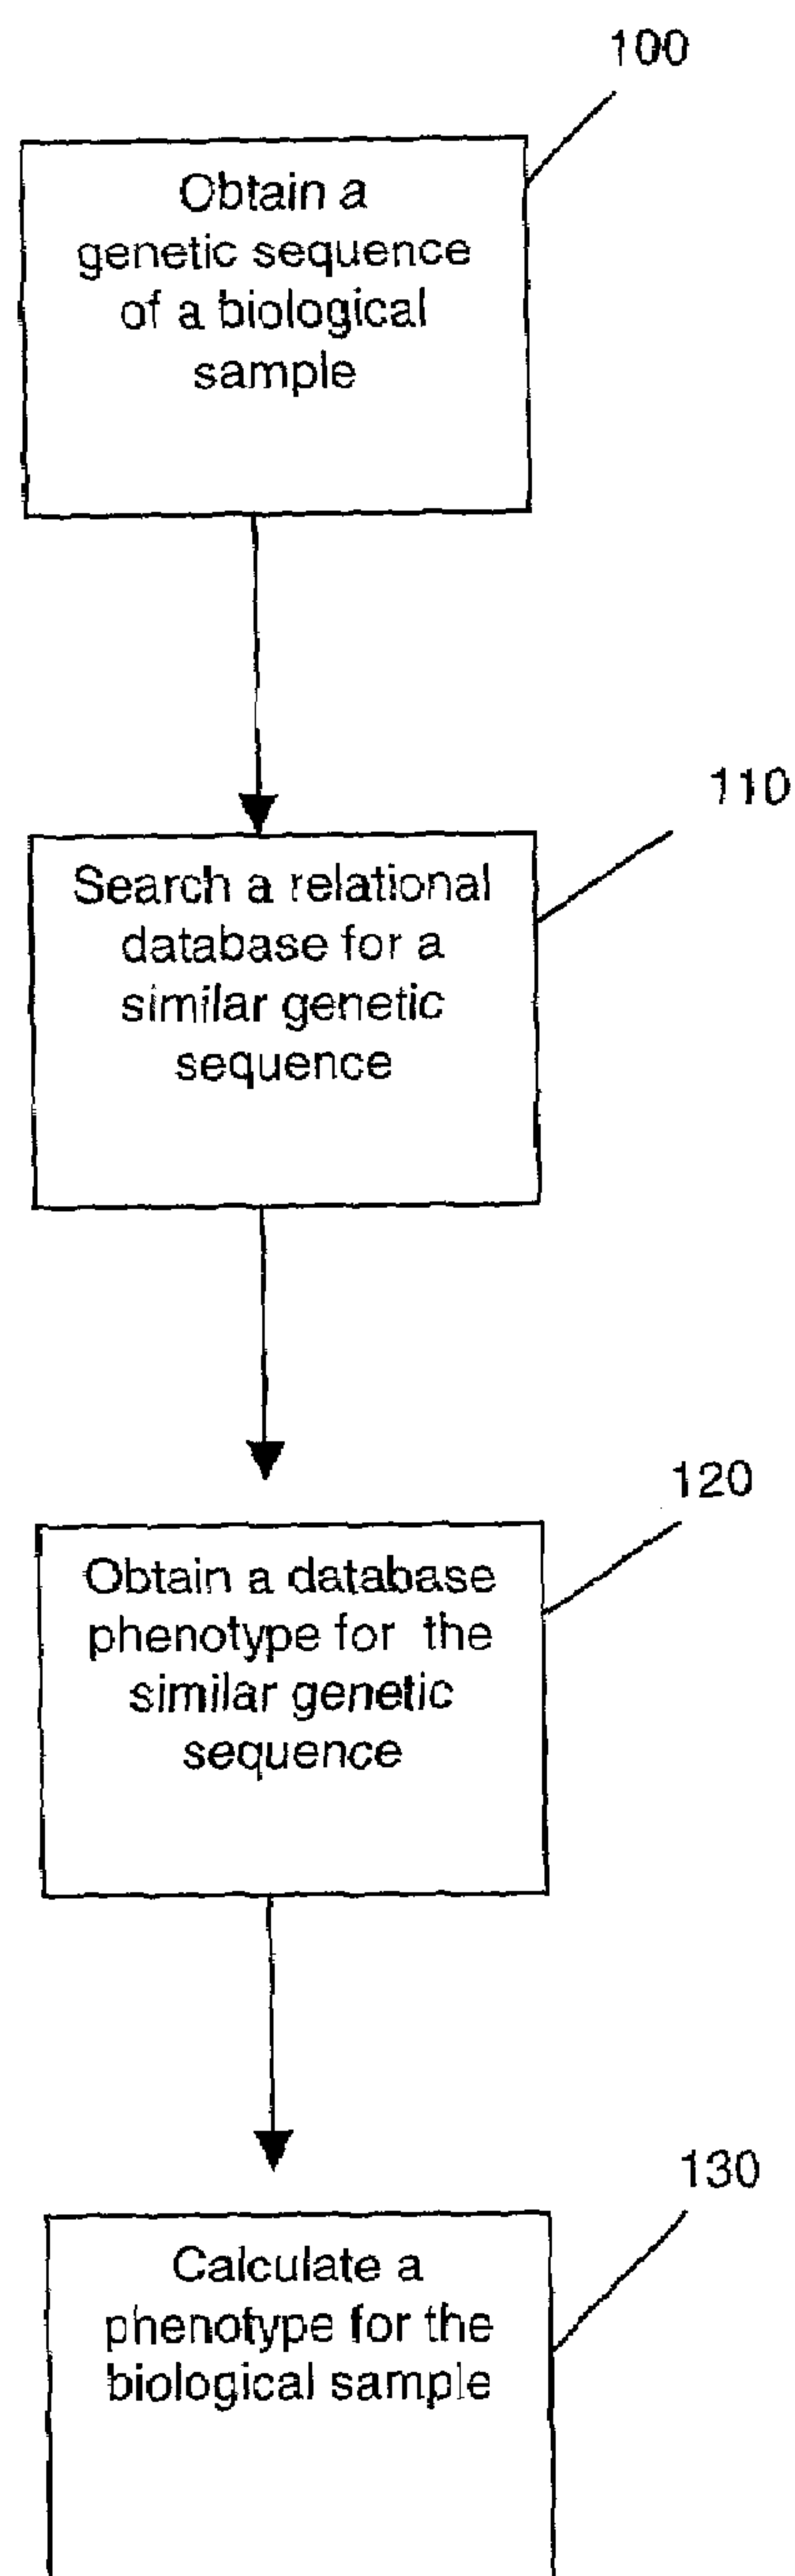 100
Obtain a
genetic sequence
of a biological
sample
110
Search a relational
database for a
similar genetic
sequence
120
Obtain a database
phenotype for the
similar genetic
sequence
130
Calculate a
phenotype for the
biological sample